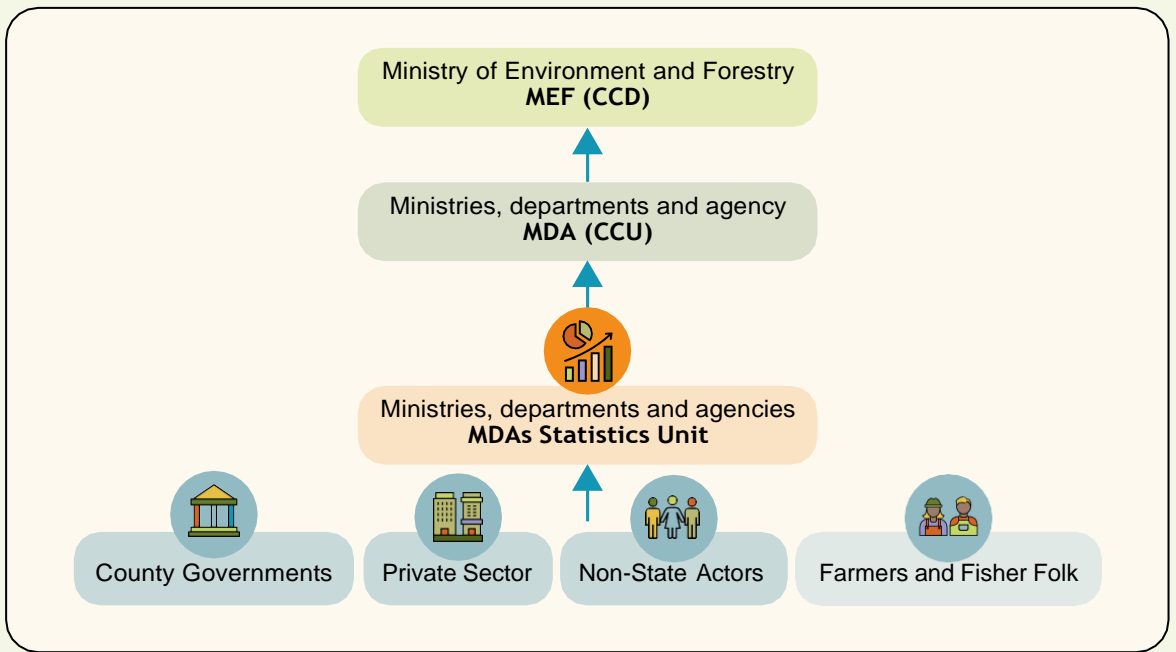 Ministry of Environment and Forestry
MEF (CCD)
Ministries, departments and agency
MDA (CCU)
Ministries, departments and agencies
MDAs Statistics Unit
County Governments
Private Sector
Non-State Actors
Farmers and Fisher Folk